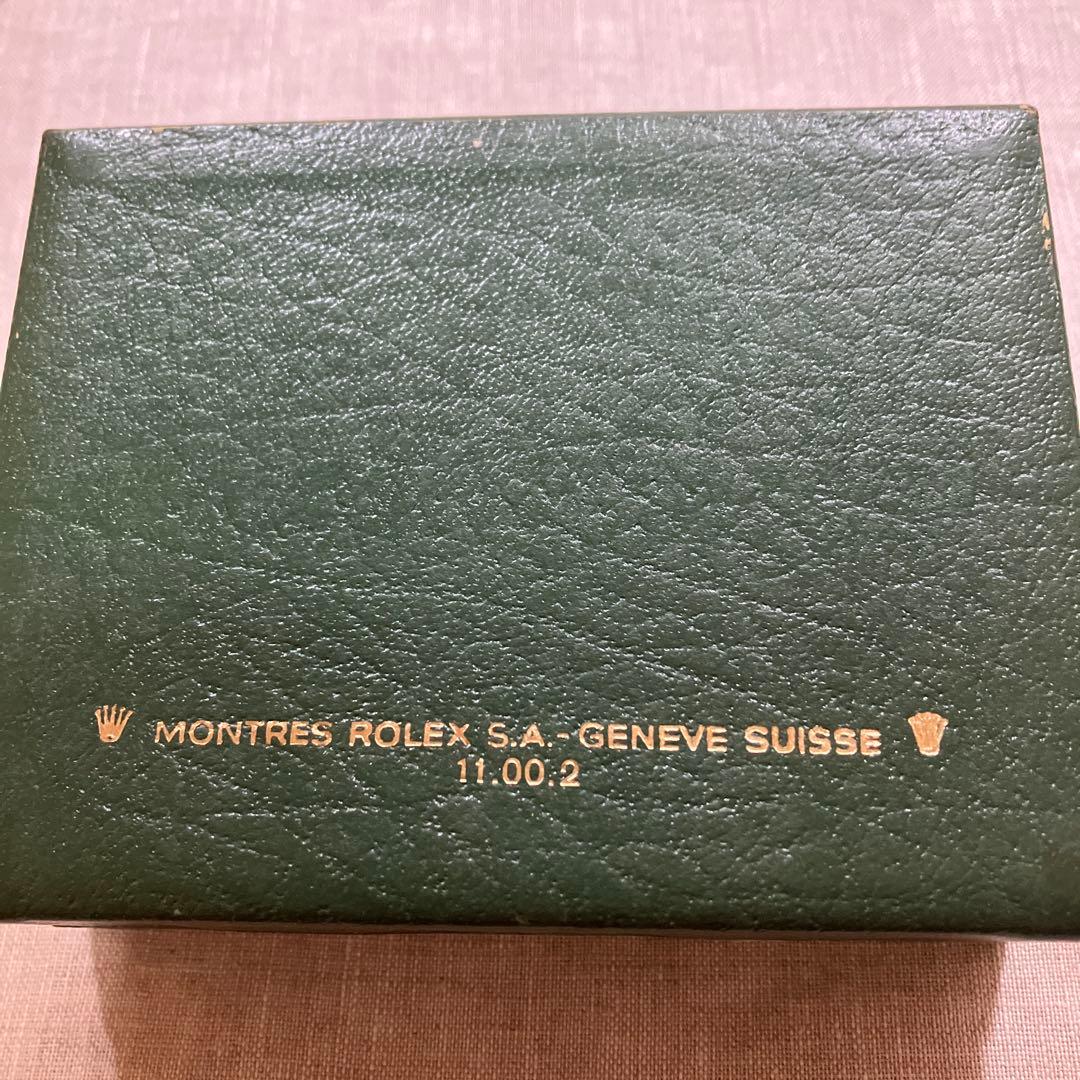 MONTRES ROLEX S.A.-GENEVE SUISSE
11.00.2